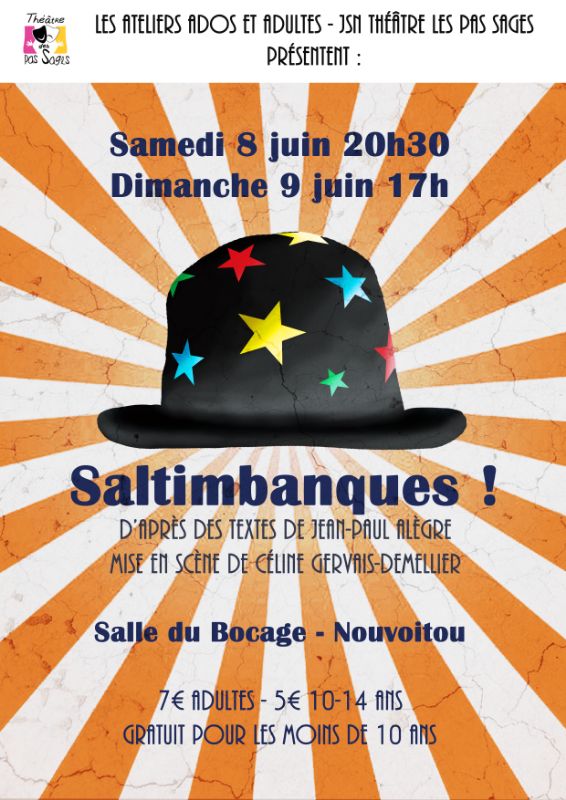 Théâtre
des
Pas Sages
LES ATELIERS ADOS ET ADULTES - JSN THÉÂTRE LES PAS SAGES
PRÉSENTENT :
Samedi 8 juin 20h30
Dimanche 9 juin 17h
Saltimbanques !
D'APRÈS DES TEXTES DE JEAN-PAUL ALÈGRE
MISE EN SCÈNE DE CÉLINE GERVAIS-DEMELLIER
Salle du Bocage - Nouvoitou
7€ ADULTES - 5€ 10-14 ANS
GRATUIT POUR LES MOINS DE 10 ANS